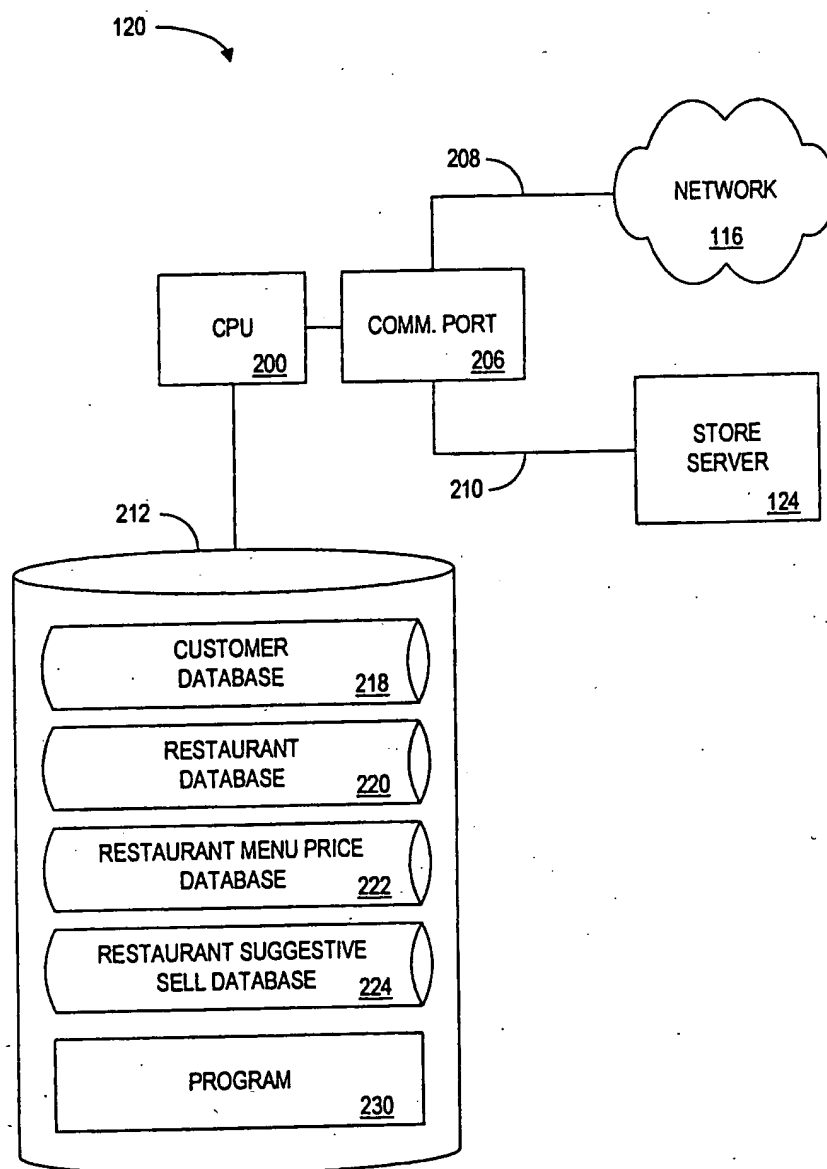 120
208
NETWORK
116
CPU
200
COMM. PORT
206
STORE
SERVER
124
210
212
CUSTOMER
DATABASE
218
RESTAURANT
DATABASE
220
RESTAURANT MENU PRICE
DATABASE
222
RESTAURANT SUGGESTIVE
SELL DATABASE
224
PROGRAM
230